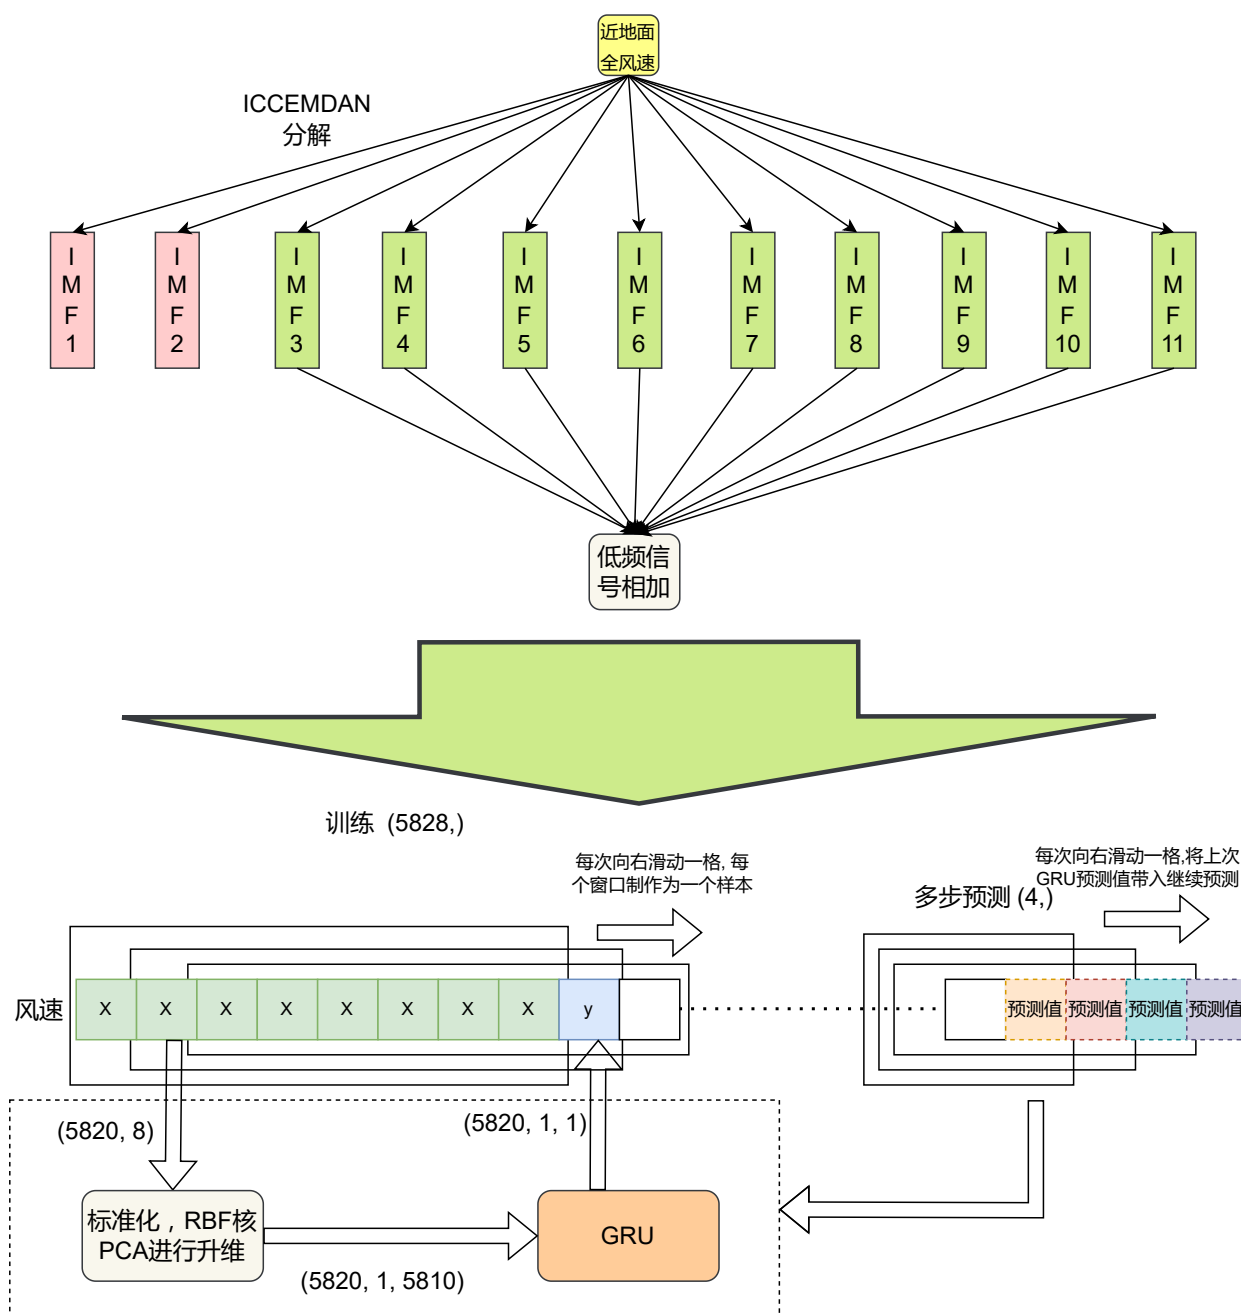 近地面
全风速
ICCEMDAN
分解
I
M
F
1
I
M
F
2
I
M
F
3
I
M
F
4
I
M
F
5
I
M
F
6
I
M
F
7
I
M
F
8
I
M
F
9
I
M
F
10
I
M
F
11
低频信
号相加
训练 (5828,)
每次向右滑动一格, 每
个窗口制作为一个样本
每次向右滑动一格,将上次
GRU预测值带入继续预测
多步预测 (4,)
风速
X X X X X X X X y
预测值 预测值 预测值 预测值
(5820, 8)
(5820, 1, 1)
标准化，RBF核
PCA进行升维
GRU
(5820, 1, 5810)